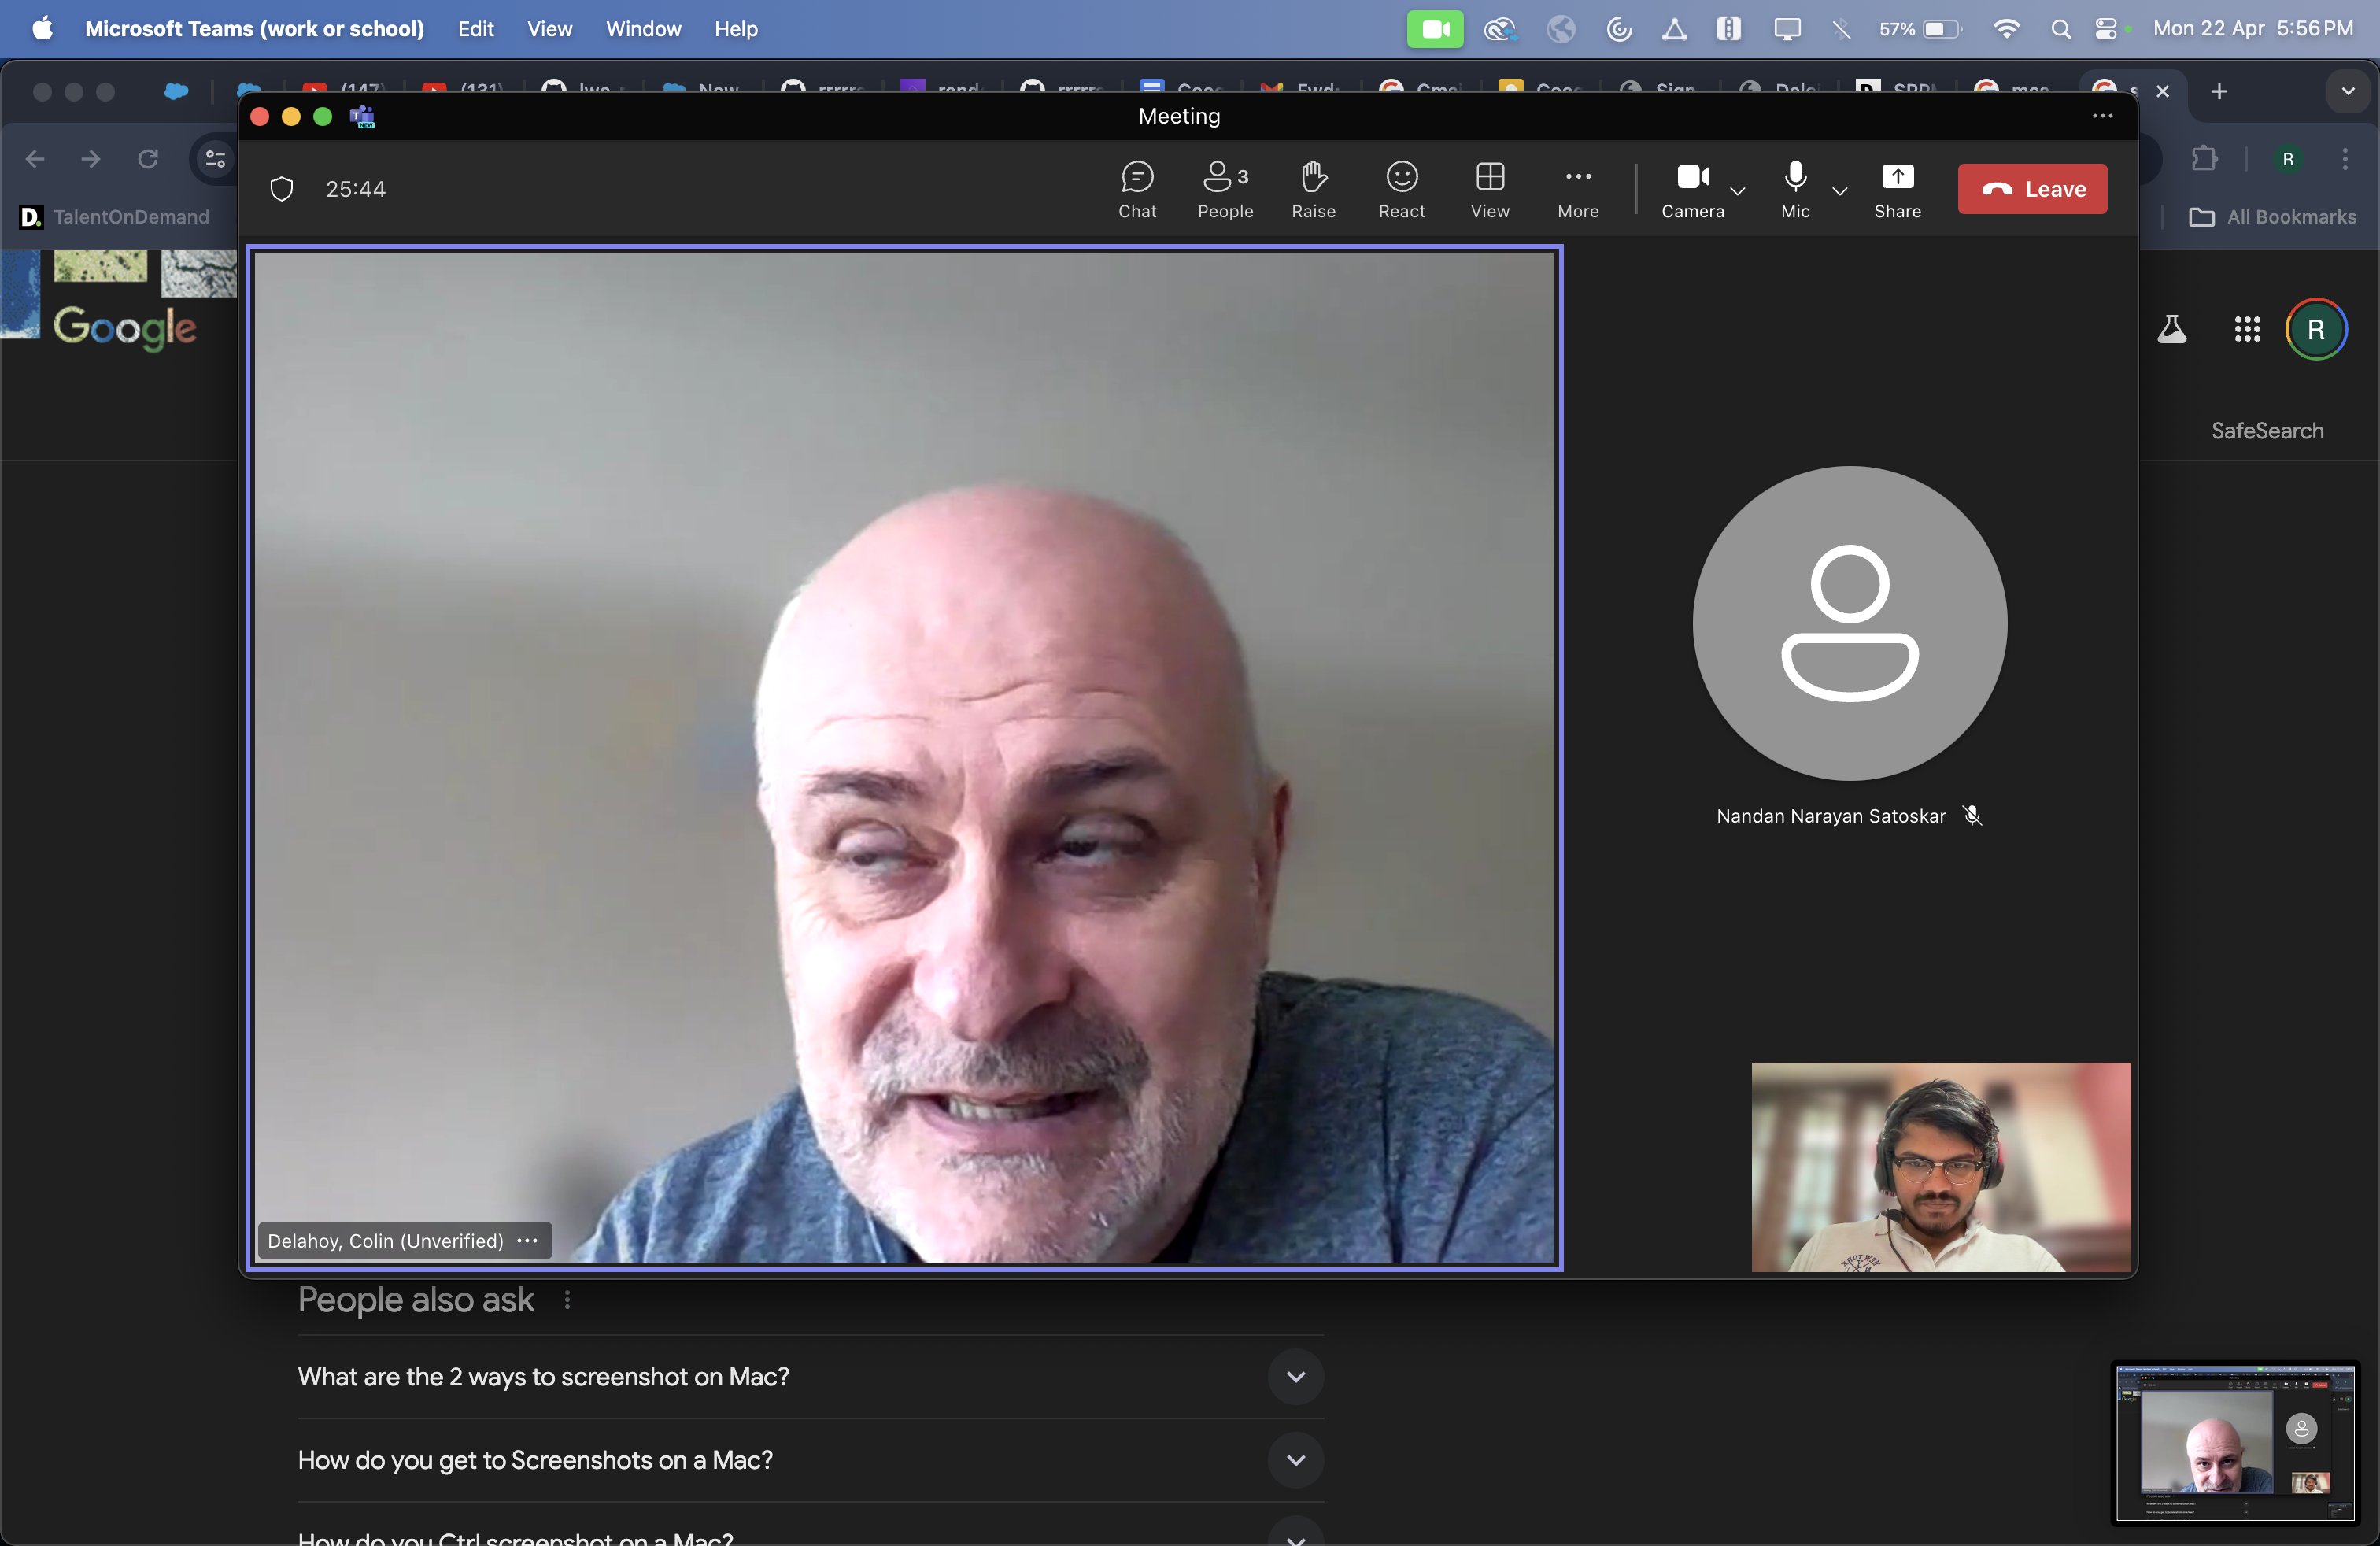 Microsoft Teams (work or school) Edit View Window Help 57% Mon 22 Apr 5:56 PM
(147) (131) New
Meeting
25:44
Chat People 3 Raise React View More Camera Mic Share Leave
R
D. TalentOnDemand
All Bookmarks
Google
R
SafeSearch
Nandan Narayan Satoskar
Delahoy, Colin (Unverified)
People also ask
What are the 2 ways to screenshot on Mac?
How do you get to Screenshots on a Mac?
How do you Ctrl screenshot on a Mac?